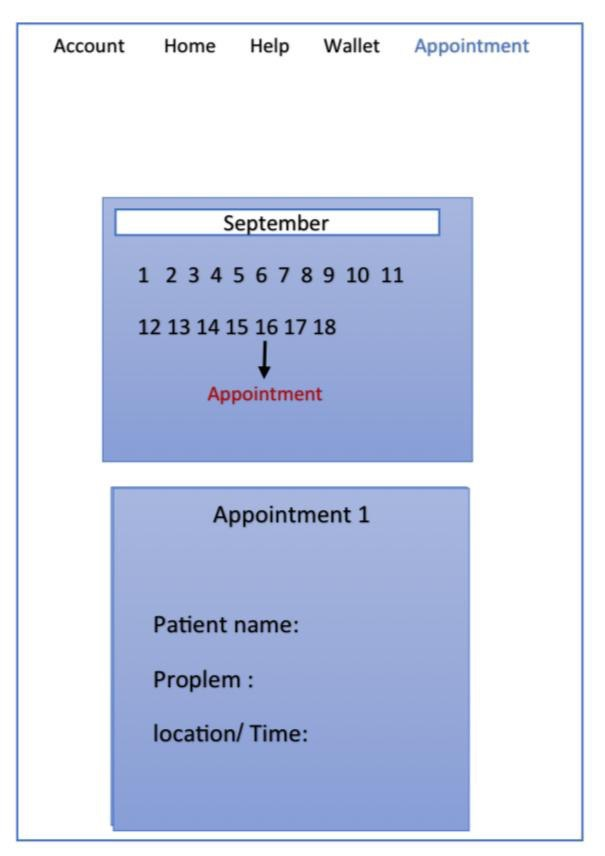 Account Home Help Wallet Appointment
September
1 2 3 4 5 6 7 8 9 10 11
12 13 14 15 16 17 18
Appointment
Appointment 1
Patient name:
Proplem :
location/ Time: